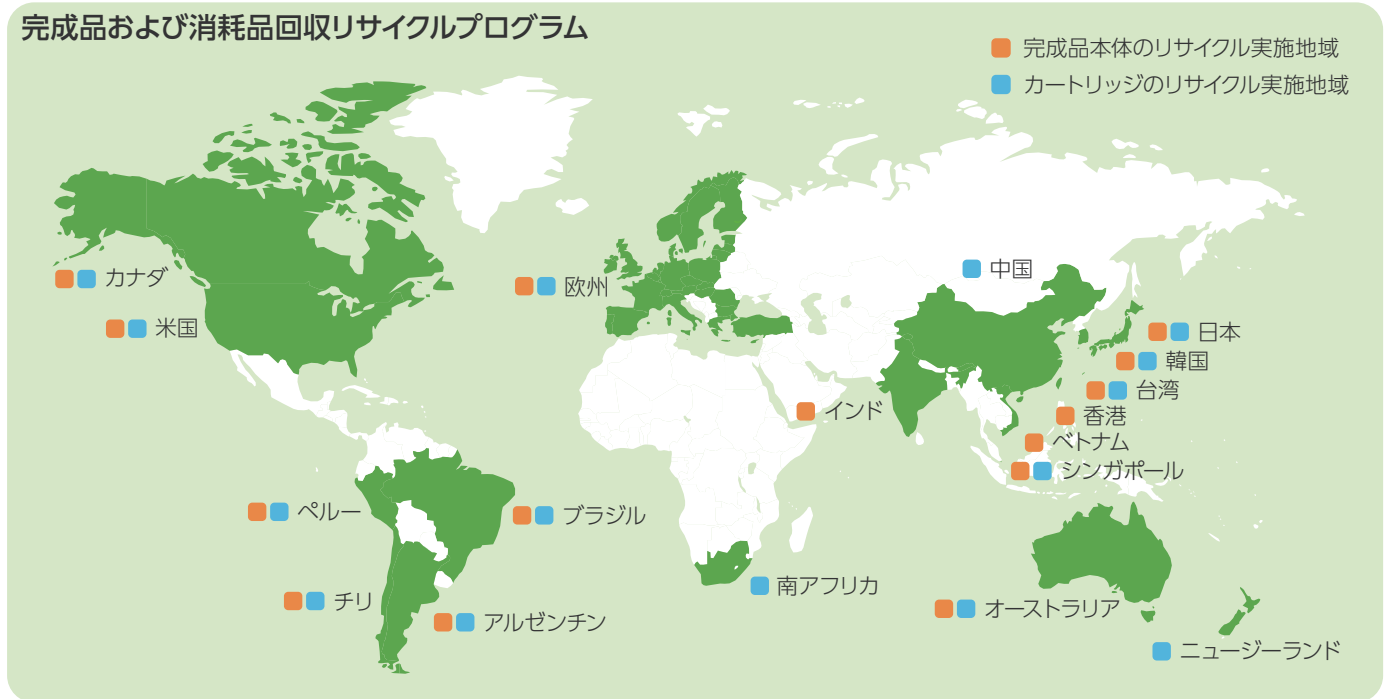 完成品および消耗品回収リサイクルプログラム
完成品本体のリサイクル実施地域
カートリッジのリサイクル実施地域
カナダ
米国
欧州
中国
日本
韓国
台湾
香港
インド
ベトナム
シンガポール
ペルー
ブラジル
南アフリカ
チリ
アルゼンチン
オーストラリア
ニュージーランド